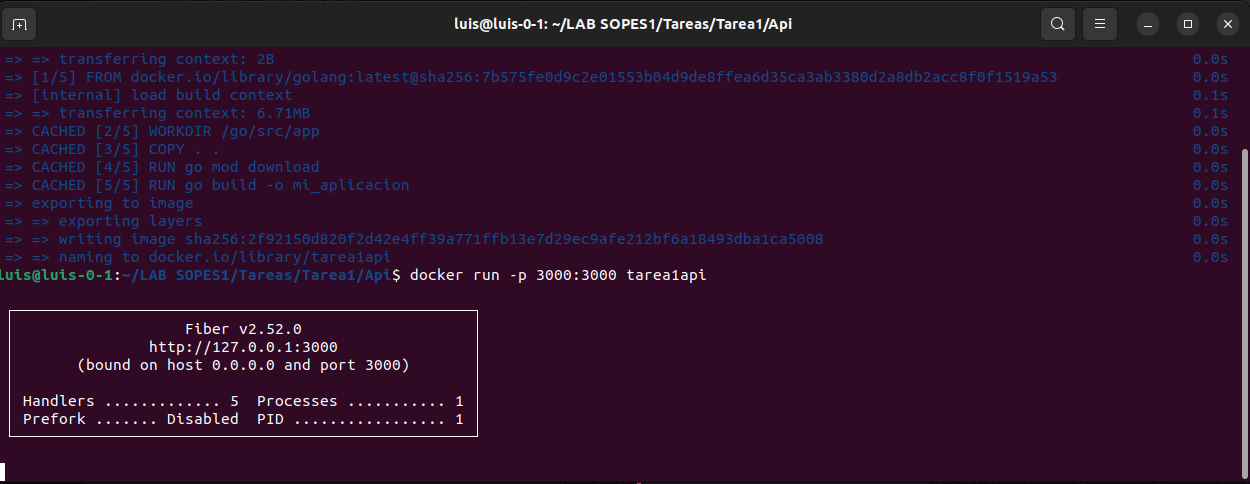 luis@luis-0-1: ~/LAB SOPES1/Tareas/Tarea1/Api
=> => transferring context: 2B 0.0s
=> [1/5] FROM docker.io/library/golang:latest@sha256:7b575fe0d9c2e01553b04d9de8ffea6d35ca3ab3380d2a8db2acc8f0f1519a53 0.0s
=> [internal] load build context 0.1s
=> => transferring context: 6.71MB 0.1s
=> CACHED [2/5] WORKDIR /go/src/app 0.0s
=> CACHED [3/5] COPY . . 0.0s
=> CACHED [4/5] RUN go mod download 0.0s
=> CACHED [5/5] RUN go build -o mi_aplicacion 0.0s
=> exporting to image 0.0s
=> => exporting layers 0.0s
=> => writing image sha256:2f92150d820f2d42e4ff39a771ffb13e7d29ec9afe212bf6a18493dba1ca5008 0.0s
=> => naming to docker.io/library/tarea1api 0.0s
luis@luis-0-1:~/LAB SOPES1/Tareas/Tarea1/Api$ docker run -p 3000:3000 tarea1api
Fiber v2.52.0
http://127.0.0.1:3000
(bound on host 0.0.0.0 and port 3000)
Handlers ............. 5 Processes ........... 1
Prefork ....... Disabled PID ................. 1